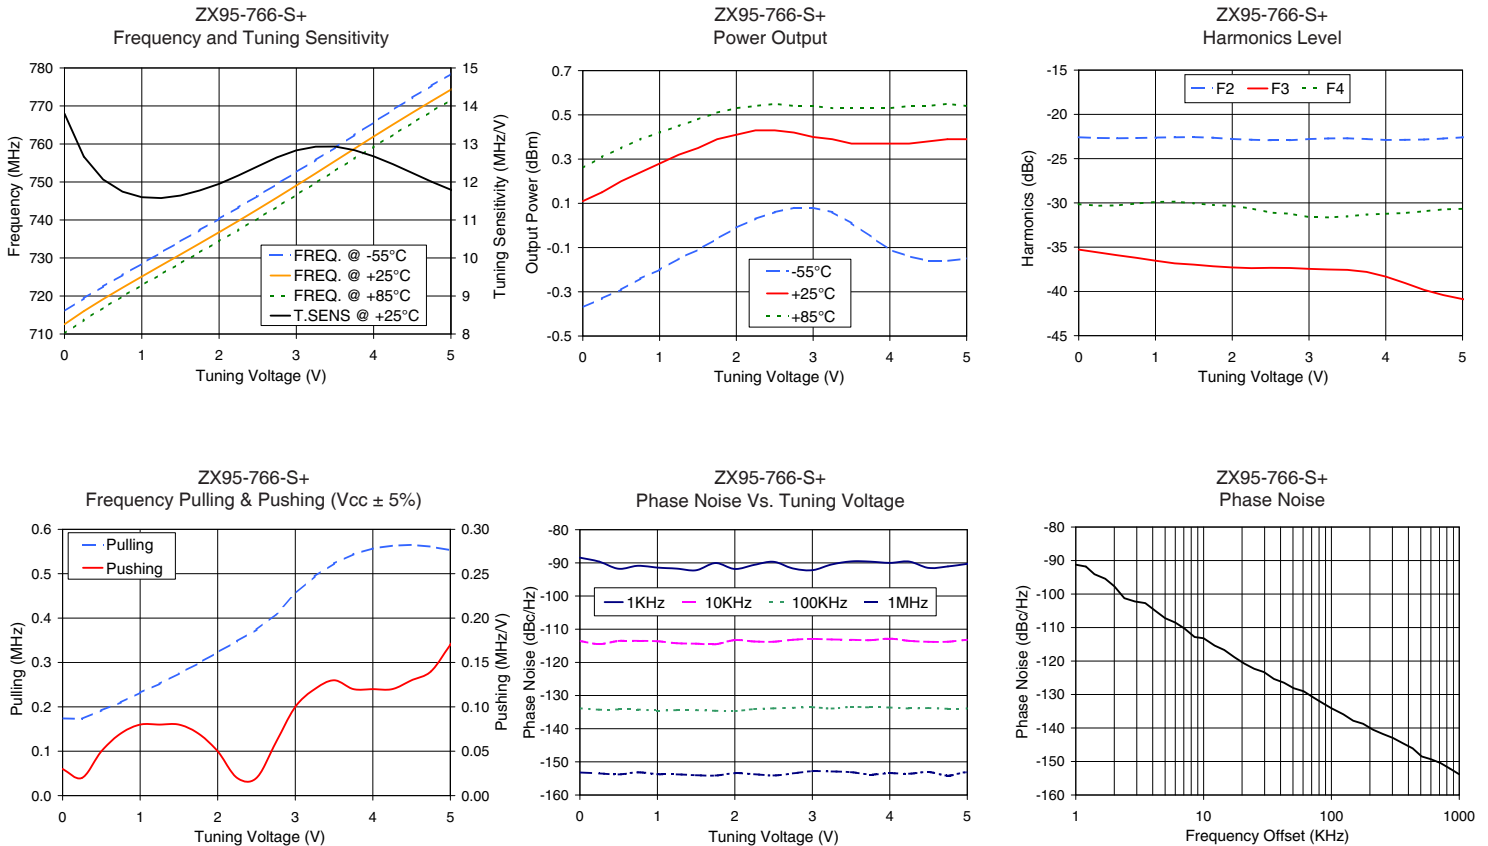 ZX95-766-S+
Frequency and Tuning Sensitivity
780
770
760
750
740
730
720
710
15
14
13
12
11
10
9
8
0 1 2 3 4 5
Frequency (MHz)
Tuning Sensitivity (MHz/V)
Tuning Voltage (V)
FREQ. @ -55°C
FREQ. @ +25°C
FREQ. @ +85°C
T.SENS @ +25°C
ZX95-766-S+
Power Output
0.7
0.5
0.3
0.1
-0.1
-0.3
-0.5
0 1 2 3 4 5
Output Power (dBm)
Tuning Voltage (V)
-55°C
+25°C
+85°C
ZX95-766-S+
Harmonics Level
-15
-20
-25
-30
-35
-40
-45
0 1 2 3 4 5
Harmonics (dBc)
Tuning Voltage (V)
F2 F3 F4
ZX95-766-S+
Frequency Pulling & Pushing (Vcc ± 5%)
0.6
0.5
0.4
0.3
0.2
0.1
0.0
0.30
0.25
0.20
0.15
0.10
0.05
0.00
0 1 2 3 4 5
Pulling (MHz)
Pushing (MHz/V)
Tuning Voltage (V)
Pulling
Pushing
ZX95-766-S+
Phase Noise Vs. Tuning Voltage
-80
-90
-100
-110
-120
-130
-140
-150
-160
0 1 2 3 4 5
Phase Noise (dBc/Hz)
Tuning Voltage (V)
1KHz 10KHz 100KHz 1MHz
ZX95-766-S+
Phase Noise
-80
-90
-100
-110
-120
-130
-140
-150
-160
1 10 100 1000
Phase Noise (dBc/Hz)
Frequency Offset (KHz)